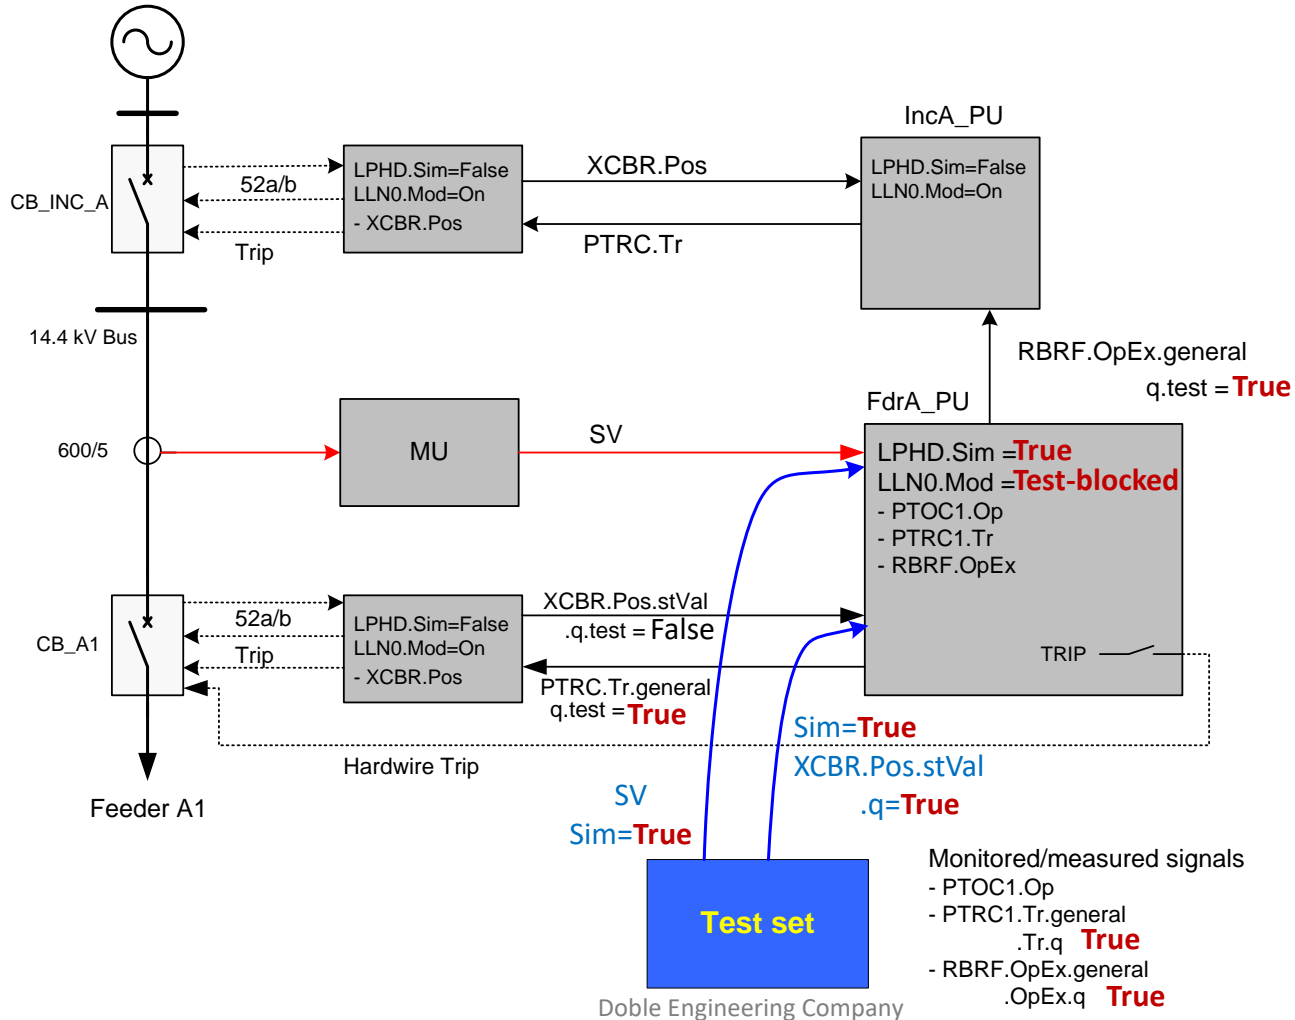 IncA_PU
LPHD.Sim=False
LLN0.Mod=On
- XCBR.Pos
XCBR.Pos
LPHD.Sim=False
LLN0.Mod=On
52a/b
CB_INC_A
Trip
PTRC.Tr
14.4 kV Bus
RBRF.OpEx.general
q.test =True
FdrA_PU
600/5
MU
SV
LPHD.Sim =True
LLN0.Mod =Test-blocked
- PTOC1.Op
- PTRC1.Tr
- RBRF.OpEx
XCBR.Pos.stVal
.q.test = False
52a/b
LPHD.Sim=False
LLN0.Mod=On
- XCBR.Pos
CB_A1
Trip
TRIP
PTRC.Tr.general
q.test =True
Hardwire Trip
Sim=True
XCBR.Pos.stVal
.q=True
SV
Sim=True
Feeder A1
Test set
Doble Engineering Company
Monitored/measured signals
- PTOC1.Op
- PTRC1.Tr.general
.Tr.q True
- RBRF.OpEx.general
.OpEx.q True